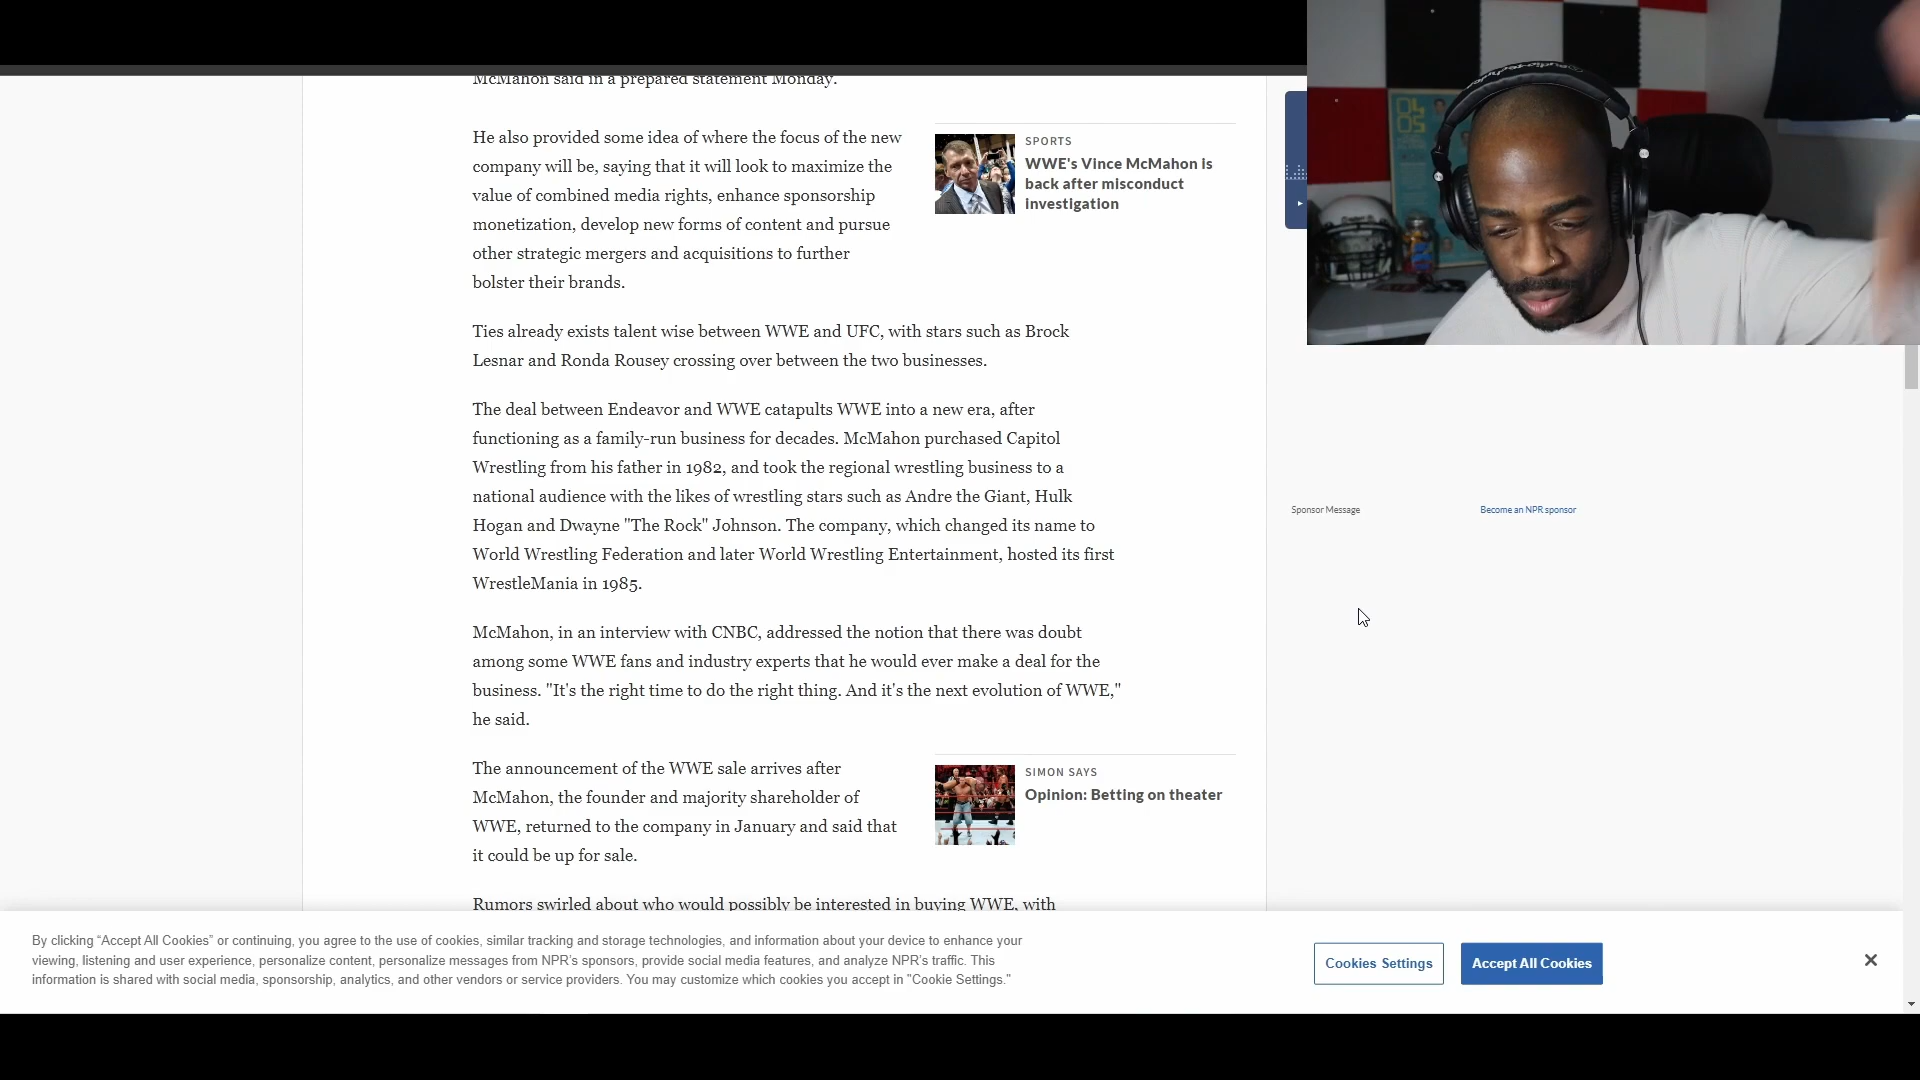 McMahon said in a prepared statement Monday.
He also provided some idea of where the focus of the new
company will be, saying that it will look to maximize the
value of combined media rights, enhance sponsorship
monetization, develop new forms of content and pursue
other strategic mergers and acquisitions to further
bolster their brands.
SPORTS
WWE's Vince McMahon is
back after misconduct
investigation
Ties already exists talent wise between WWE and UFC, with stars such as Brock
Lesnar and Ronda Rousey crossing over between the two businesses.
The deal between Endeavor and WWE catapults WWE into a new era, after
functioning as a family-run business for decades. McMahon purchased Capitol
Wrestling from his father in 1982, and took the regional wrestling business to a
national audience with the likes of wrestling stars such as Andre the Giant, Hulk
Hogan and Dwayne "The Rock" Johnson. The company, which changed its name to
World Wrestling Federation and later World Wrestling Entertainment, hosted its first
WrestleMania in 1985.
McMahon, in an interview with CNBC, addressed the notion that there was doubt
among some WWE fans and industry experts that he would ever make a deal for the
business. "It's the right time to do the right thing. And it's the next evolution of WWE,"
he said.
The announcement of the WWE sale arrives after
McMahon, the founder and majority shareholder of
WWE, returned to the company in January and said that
it could be up for sale.
SIMON SAYS
Opinion: Betting on theater
Rumors swirled about who would possibly be interested in buying WWE, with
Sponsor Message
Become an NPR sponsor
By clicking “Accept All Cookies” or continuing, you agree to the use of cookies, similar tracking and storage technologies, and information about your device to enhance your
viewing, listening and user experience, personalize content, personalize messages from NPR’s sponsors, provide social media features, and analyze NPR’s traffic. This
information is shared with social media, sponsorship, analytics, and other vendors or service providers. You may customize which cookies you accept in "Cookie Settings."
Cookies Settings
Accept All Cookies